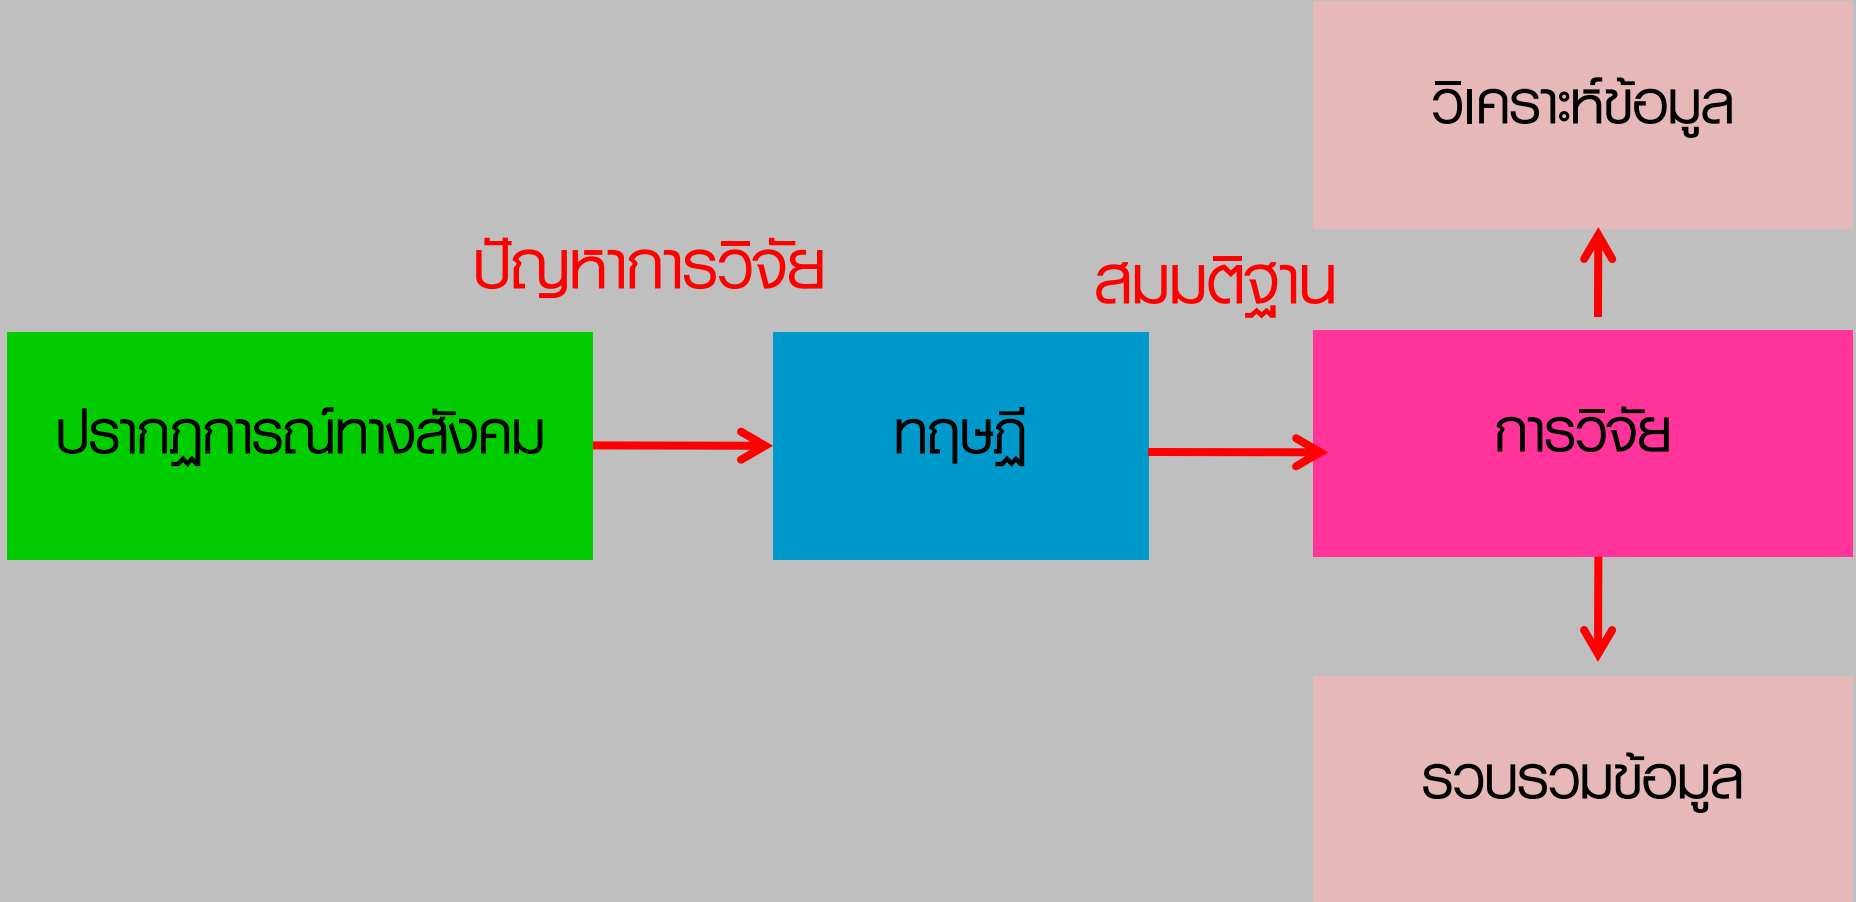 วิเคราะห์ข้อมูล
ปัญหาการวิจัย
สมมติฐาน
ปรากฏการณ์ทางสังคม
ทฤษฏี
การวิจัย
รวบรวมข้อมูล